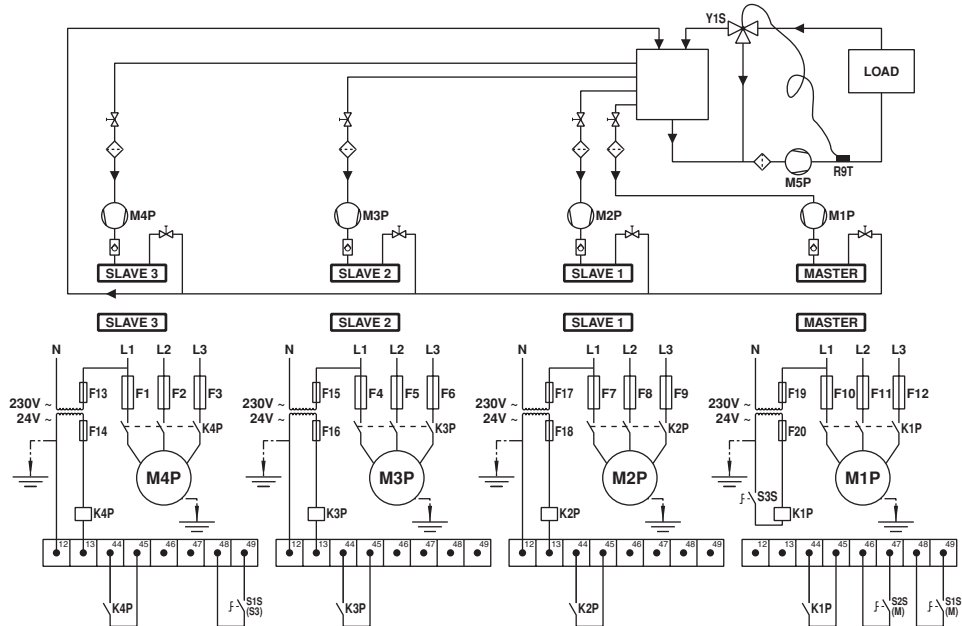 Y1S
LOAD
M5P
R9T
M4P
M3P
M2P
M1P
SLAVE 3
SLAVE 2
SLAVE 1
MASTER
SLAVE 3
SLAVE 2
SLAVE 1
MASTER
N L1 L2 L3
F13 F1 F2 F3
230V ~
24V ~
F14
K4P
M4P
K4P
12 13 44 45 46 47 48 49
K4P
S1S
(S3)
N L1 L2 L3
F15 F4 F5 F6
230V ~
24V ~
F16
K3P
M3P
K3P
12 13 44 45 46 47 48 49
K3P
N L1 L2 L3
F17 F7 F8 F9
230V ~
24V ~
F18
K2P
M2P
K2P
12 13 44 45 46 47 48 49
K2P
N L1 L2 L3
F19 F10 F11 F12
230V ~
24V ~
F20
K1P
M1P
S3S
K1P
12 13 44 45 46 47 48 49
K1P
S2S
(M)
S1S
(M)